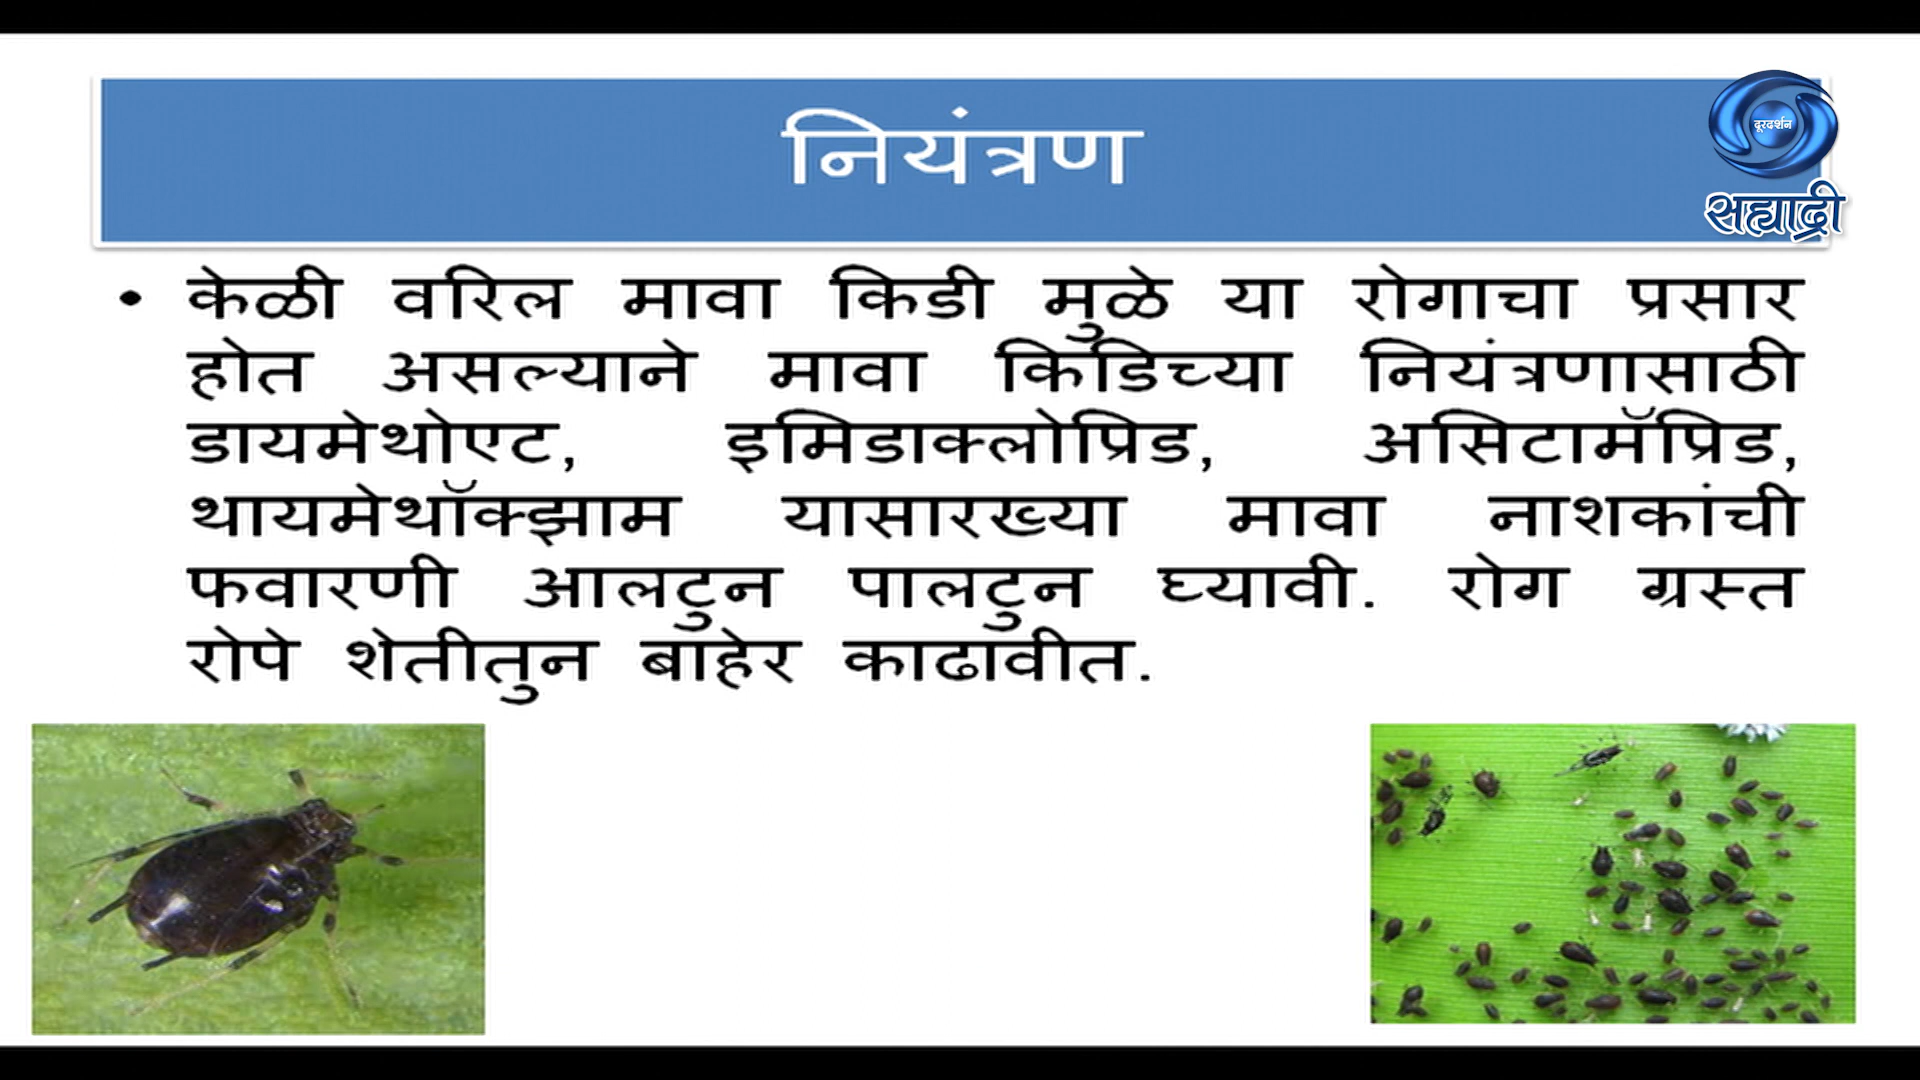 नियंत्रण
दूरदर्शन
सह्याद्री
• केळी वरिल मावा किडी मुळे या रोगाचा प्रसार
होत असल्याने मावा किडिच्या नियंत्रणासाठी
डायमेथोएट, इमिडाक्लोप्रिड, असिटामॅप्रिड,
थायमेथॉक्झाम यासारख्या मावा नाशकांची
फवारणी आलटुन पालटुन घ्यावी. रोग ग्रस्त
रोपे शेतीतुन बाहेर काढावीत.